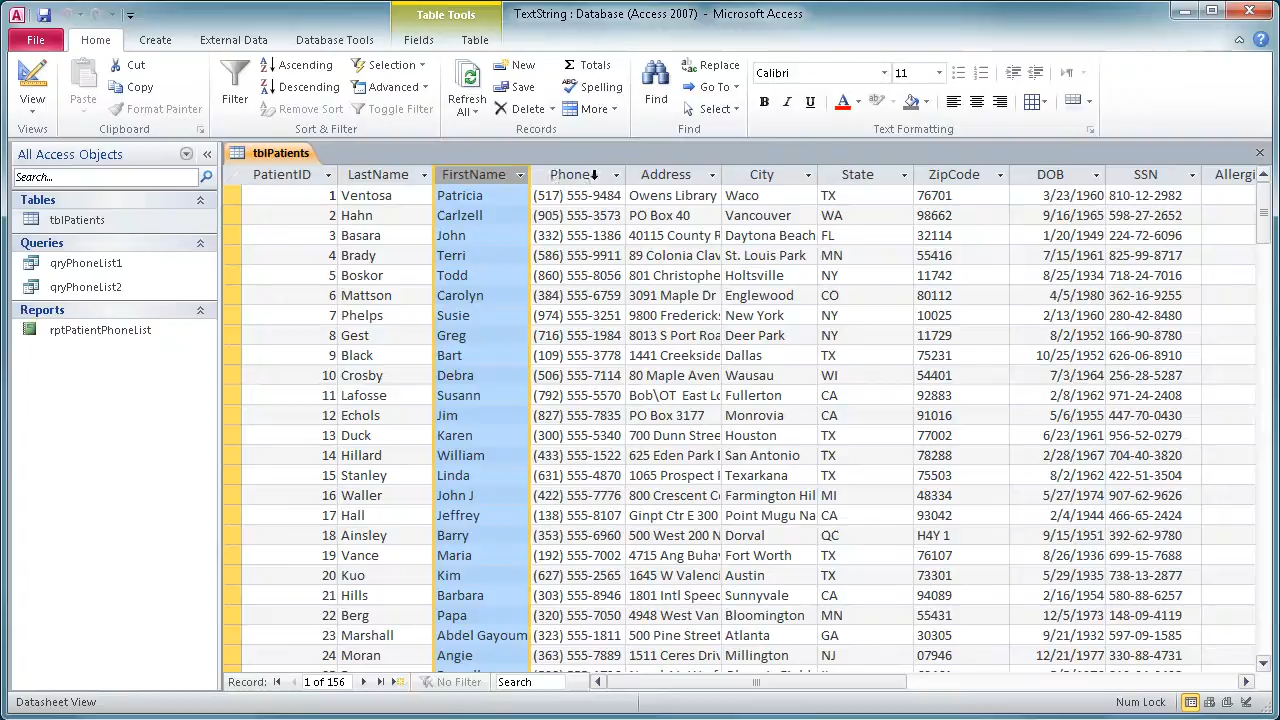 Table Tools TextString : Database (Access 2007) – Microsoft Access
File Home Create External Data Database Tools Fields Table
View Paste Cut Copy Format Painter Filter Ascending Descending Remove Sort Selection Advanced Toggle Filter Refresh All New Save Delete Totals Spelling More Find Replace Go To Select Calibri 11 B I U
Views Clipboard Sort & Filter Records Find Text Formatting
All Access Objects
Search...
Tables
tblPatients
Queries
qryPhoneList1
qryPhoneList2
Reports
rptPatientPhoneList
tblPatients
PatientID LastName FirstName Phone Address City State ZipCode DOB SSN Allergi
1 Ventosa Patricia (517) 555-9484 Owens Library Waco TX 76701 3/23/1960 810-12-2982
2 Hahn Carlzell (905) 555-3573 PO Box 40 Vancouver WA 98662 9/16/1965 598-27-2652
3 Basara John (332) 555-1386 40115 County R Daytona Beach FL 32114 1/20/1949 224-72-6096
4 Brady Terri (586) 555-9911 89 Colonia Clav St. Louis Park MN 55416 7/15/1961 825-99-8717
5 Boskor Todd (860) 555-8056 801 Christophe Holtsville NY 11742 8/25/1934 718-24-7016
6 Mattson Carolyn (384) 555-6759 3091 Maple Dr Englewood CO 80112 4/5/1980 362-16-9255
7 Phelps Susie (974) 555-3251 9800 Fredericks New York NY 10025 2/13/1960 280-42-8480
8 Gest Greg (716) 555-1984 8013 S Port Roa Deer Park NY 11729 8/2/1952 166-90-8780
9 Black Bart (109) 555-3778 1441 Creekside Dallas TX 75231 10/25/1952 626-06-8910
10 Crosby Debra (506) 555-7114 80 Maple Aven Wausau WI 54401 7/3/1964 256-28-5287
11 Lafosse Susann (792) 555-5570 Bob\OT East Lo Fullerton CA 92883 2/8/1962 971-24-2408
12 Echols Jim (827) 555-7835 PO Box 3177 Monrovia CA 91016 5/6/1955 447-70-0430
13 Duck Karen (300) 555-5340 700 Dunn Stree Houston TX 77002 6/23/1961 956-52-0279
14 Hillard William (433) 555-1522 625 Eden Park San Antonio TX 78288 2/28/1967 704-40-3820
15 Stanley Linda (631) 555-4870 1065 Prospect Texarkana TX 75503 8/2/1962 422-51-3504
16 Waller John J (422) 555-7776 800 Crescent Ce Farmington Hil MI 48334 5/27/1974 907-62-9626
17 Hall Jeffrey (138) 555-8107 Ginpt Ctr E 300 Point Mugu Na CA 93042 2/4/1944 466-65-2424
18 Ainsley Barry (353) 555-6960 500 West 200 N Dorval QC H4Y 1 9/15/1951 392-62-9780
19 Vance Maria (192) 555-7002 4715 Ang Buhav Fort Worth TX 76107 8/26/1936 699-15-7688
20 Kuo Kim (627) 555-2565 1645 W Valenci Austin TX 73301 5/29/1935 738-13-2877
21 Hills Barbara (303) 555-8946 1801 Intl Speed Sunnyvale CA 94089 2/16/1954 580-88-6257
22 Berg Papa (320) 555-7050 4948 West Van Bloomington MN 55431 12/5/1973 148-09-4119
23 Marshall Abdel Gayoum (323) 555-1811 500 Pine Street Atlanta GA 30305 9/21/1932 597-09-1585
24 Moran Angie (363) 555-7889 1511 Ceres Driv Millington NJ 07946 12/21/1977 330-88-4731
Record: 1 of 156 No Filter Search
Datasheet View Num Lock